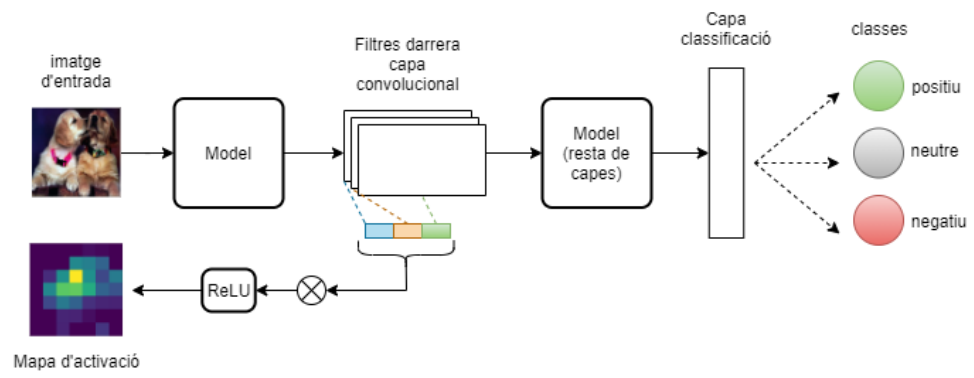 imatge
d'entrada
Model
Filtres darrera
capa
convolucional
Model
(resta de
capes)
Capa
classificació
classes
positiu
neutre
negatiu
ReLU
Mapa d'activació